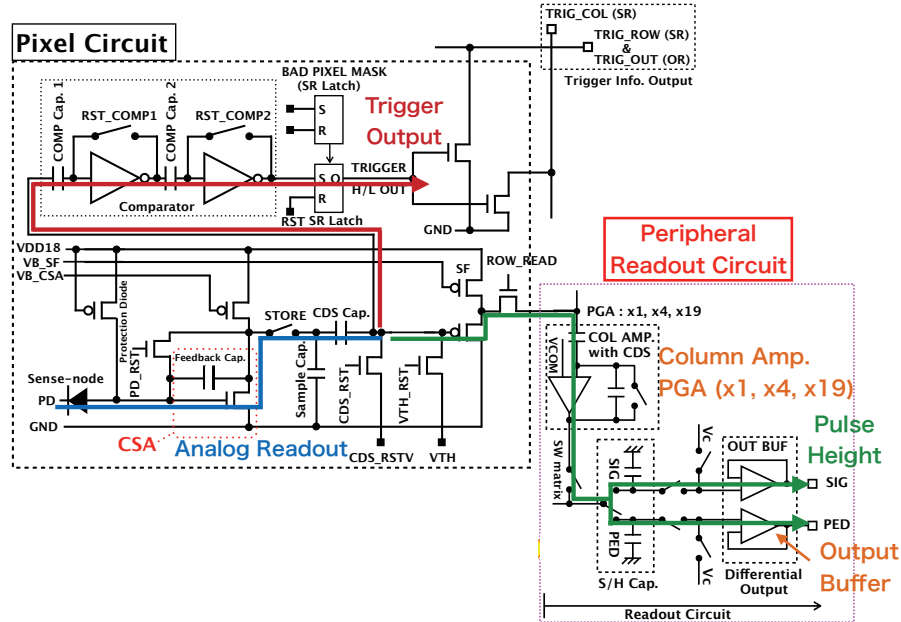 TRIG_COL (SR)
TRIG_ROW (SR)
&
TRIG_OUT (OR)
Trigger Info. Output
Pixel Circuit
BAD PIXEL MASK
(SR Latch)
S
R
COMP Cap. 1
RST_COMP1
COMP Cap. 2
RST_COMP2
Trigger
Output
TRIGGER
S Q
H/L OUT
R
Comparator
RST
SR Latch
GND
VDD18
VB_SF
VB_CSA
SF
ROW_READ
Protection Diode
STORE
CDS Cap.
PD_RST
Feedback Cap.
Sample Cap.
CDS_RST
VTH_RST
Sense-node
PD
GND
CSA
Analog Readout
CDS_RSTV
VTH
Peripheral
Readout Circuit
PGA : x1, x4, x19
COL AMP.
with CDS
VCOM
Column Amp.
PGA (x1, x4, x19)
SW matrix
SIG
PED
S/H Cap.
Vc
Vc
OUT BUF
Pulse
Height
SIG
PED
Differential
Output
Output
Buffer
Readout Circuit